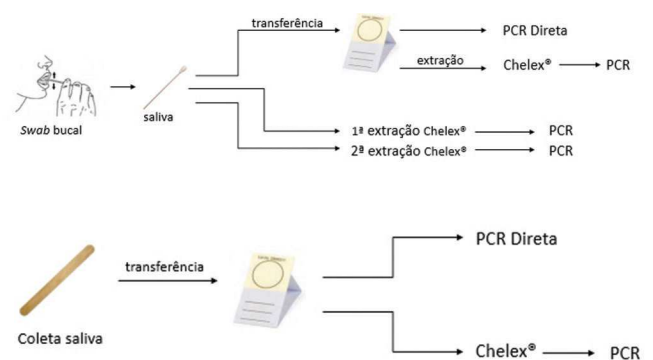 transferência
PCR Direta
extração
Chelex® PCR
Swab bucal
saliva
1ª extração Chelex® PCR
2ª extração Chelex® PCR
transferência
PCR Direta
Coleta saliva
Chelex® PCR